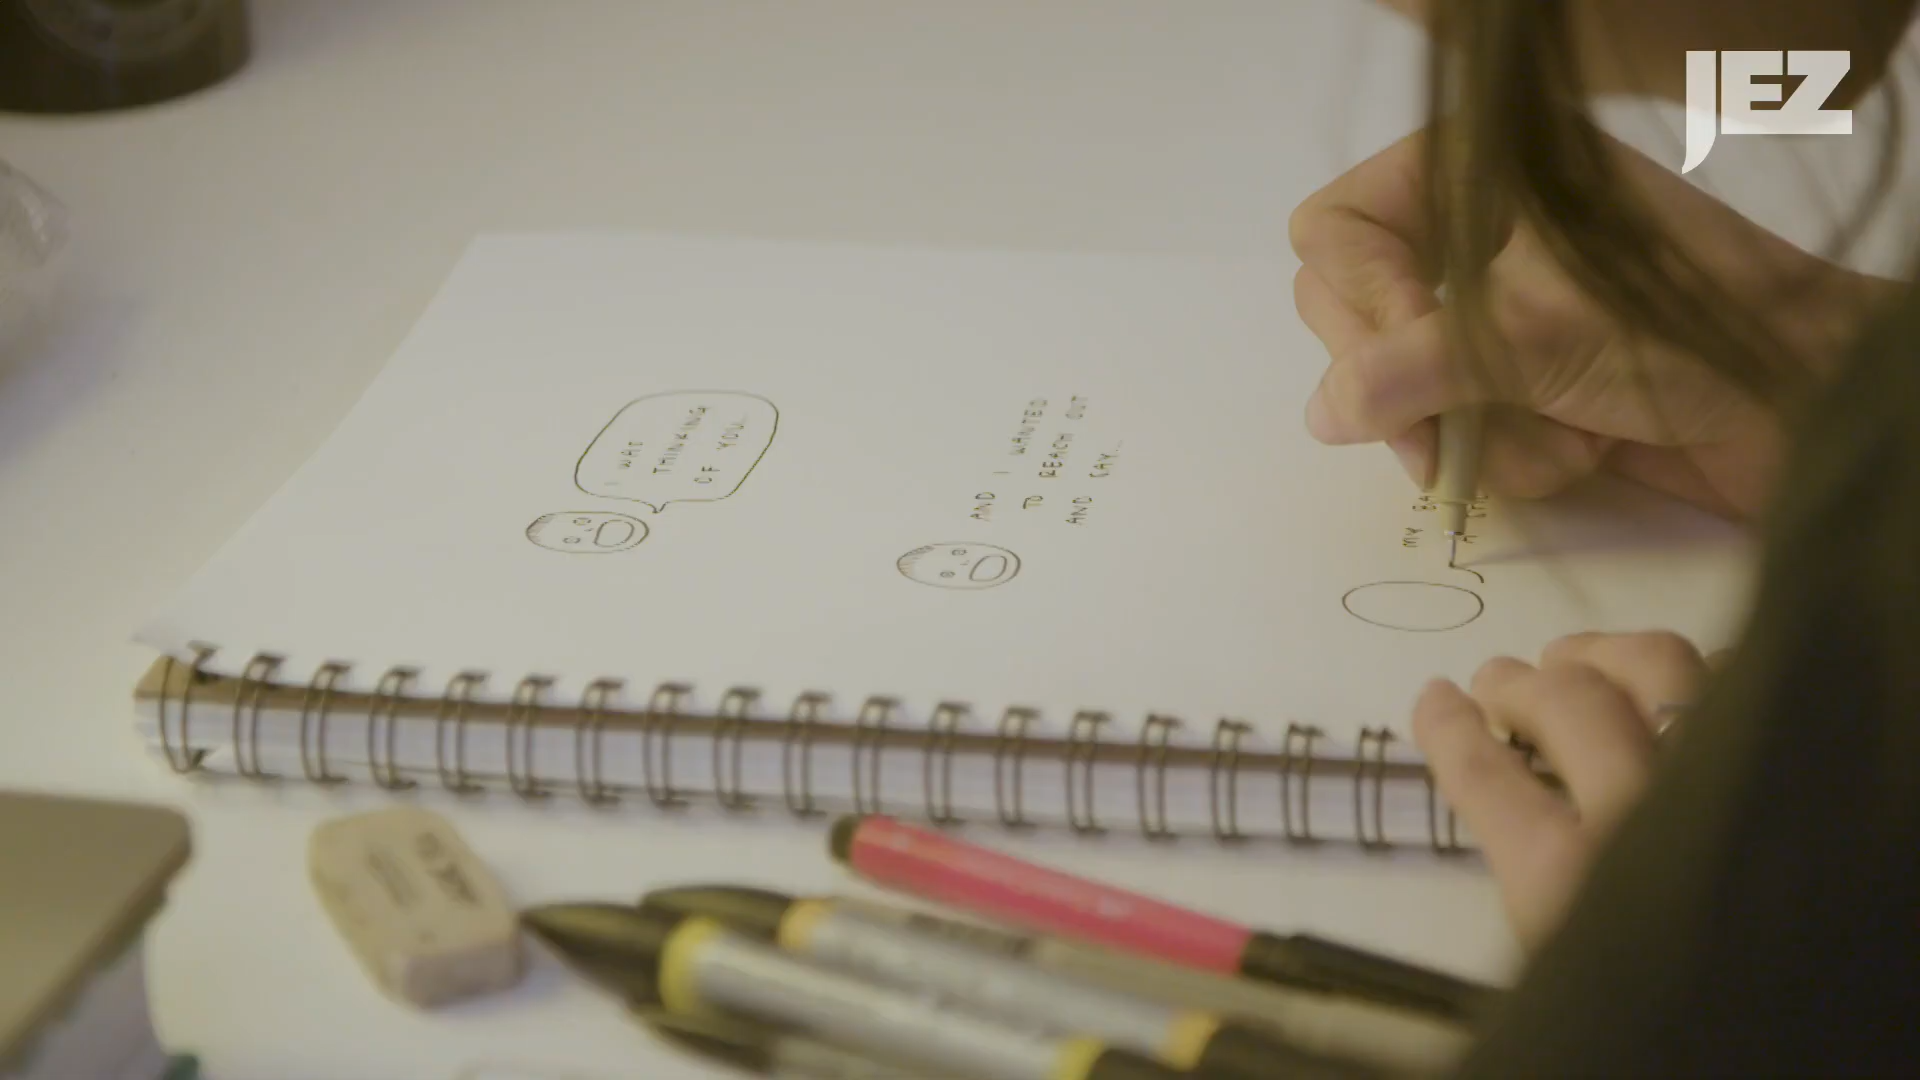 JEZ
I WAS
THINKING
OF YOU...
AND I WANTED
TO REACH OUT
AND SAY...
MY